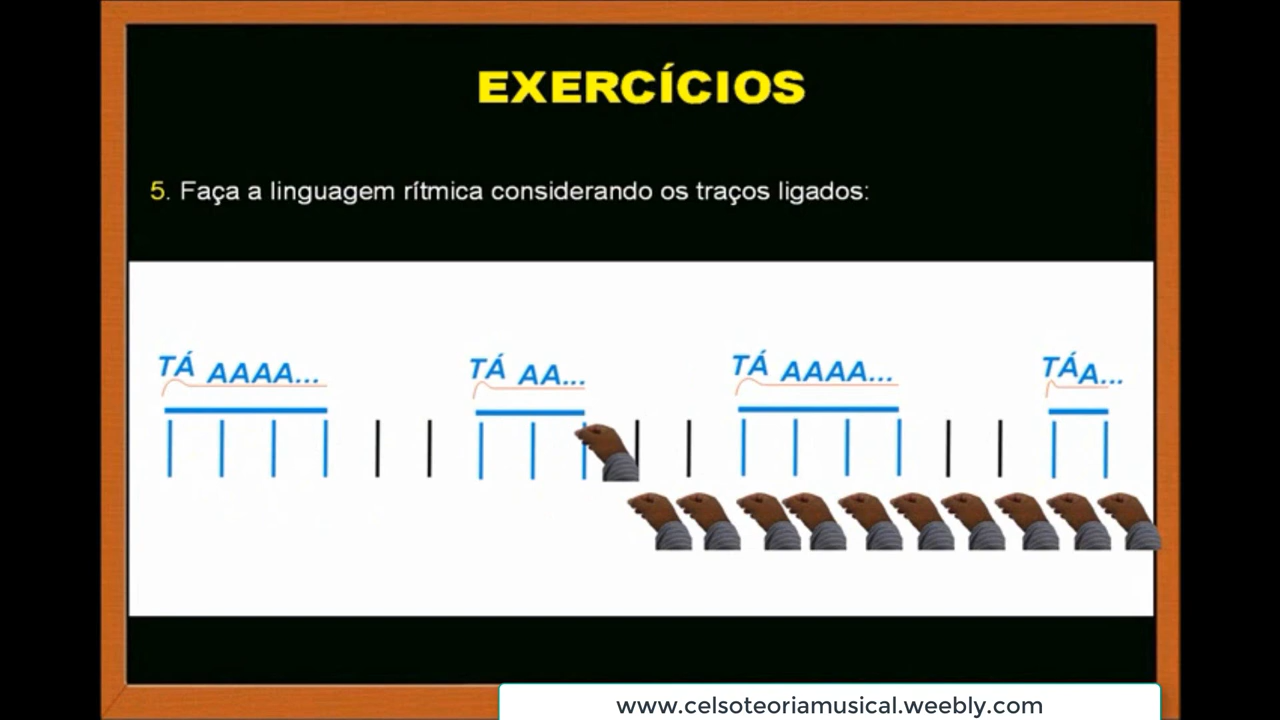 EXERCÍCIOS
5. Faça a linguagem rítmica considerando os traços ligados:
TÁ AAAA... TÁ AA... TÁ AAAA... TÁA...
www.celsoteoriamusical.weebly.com